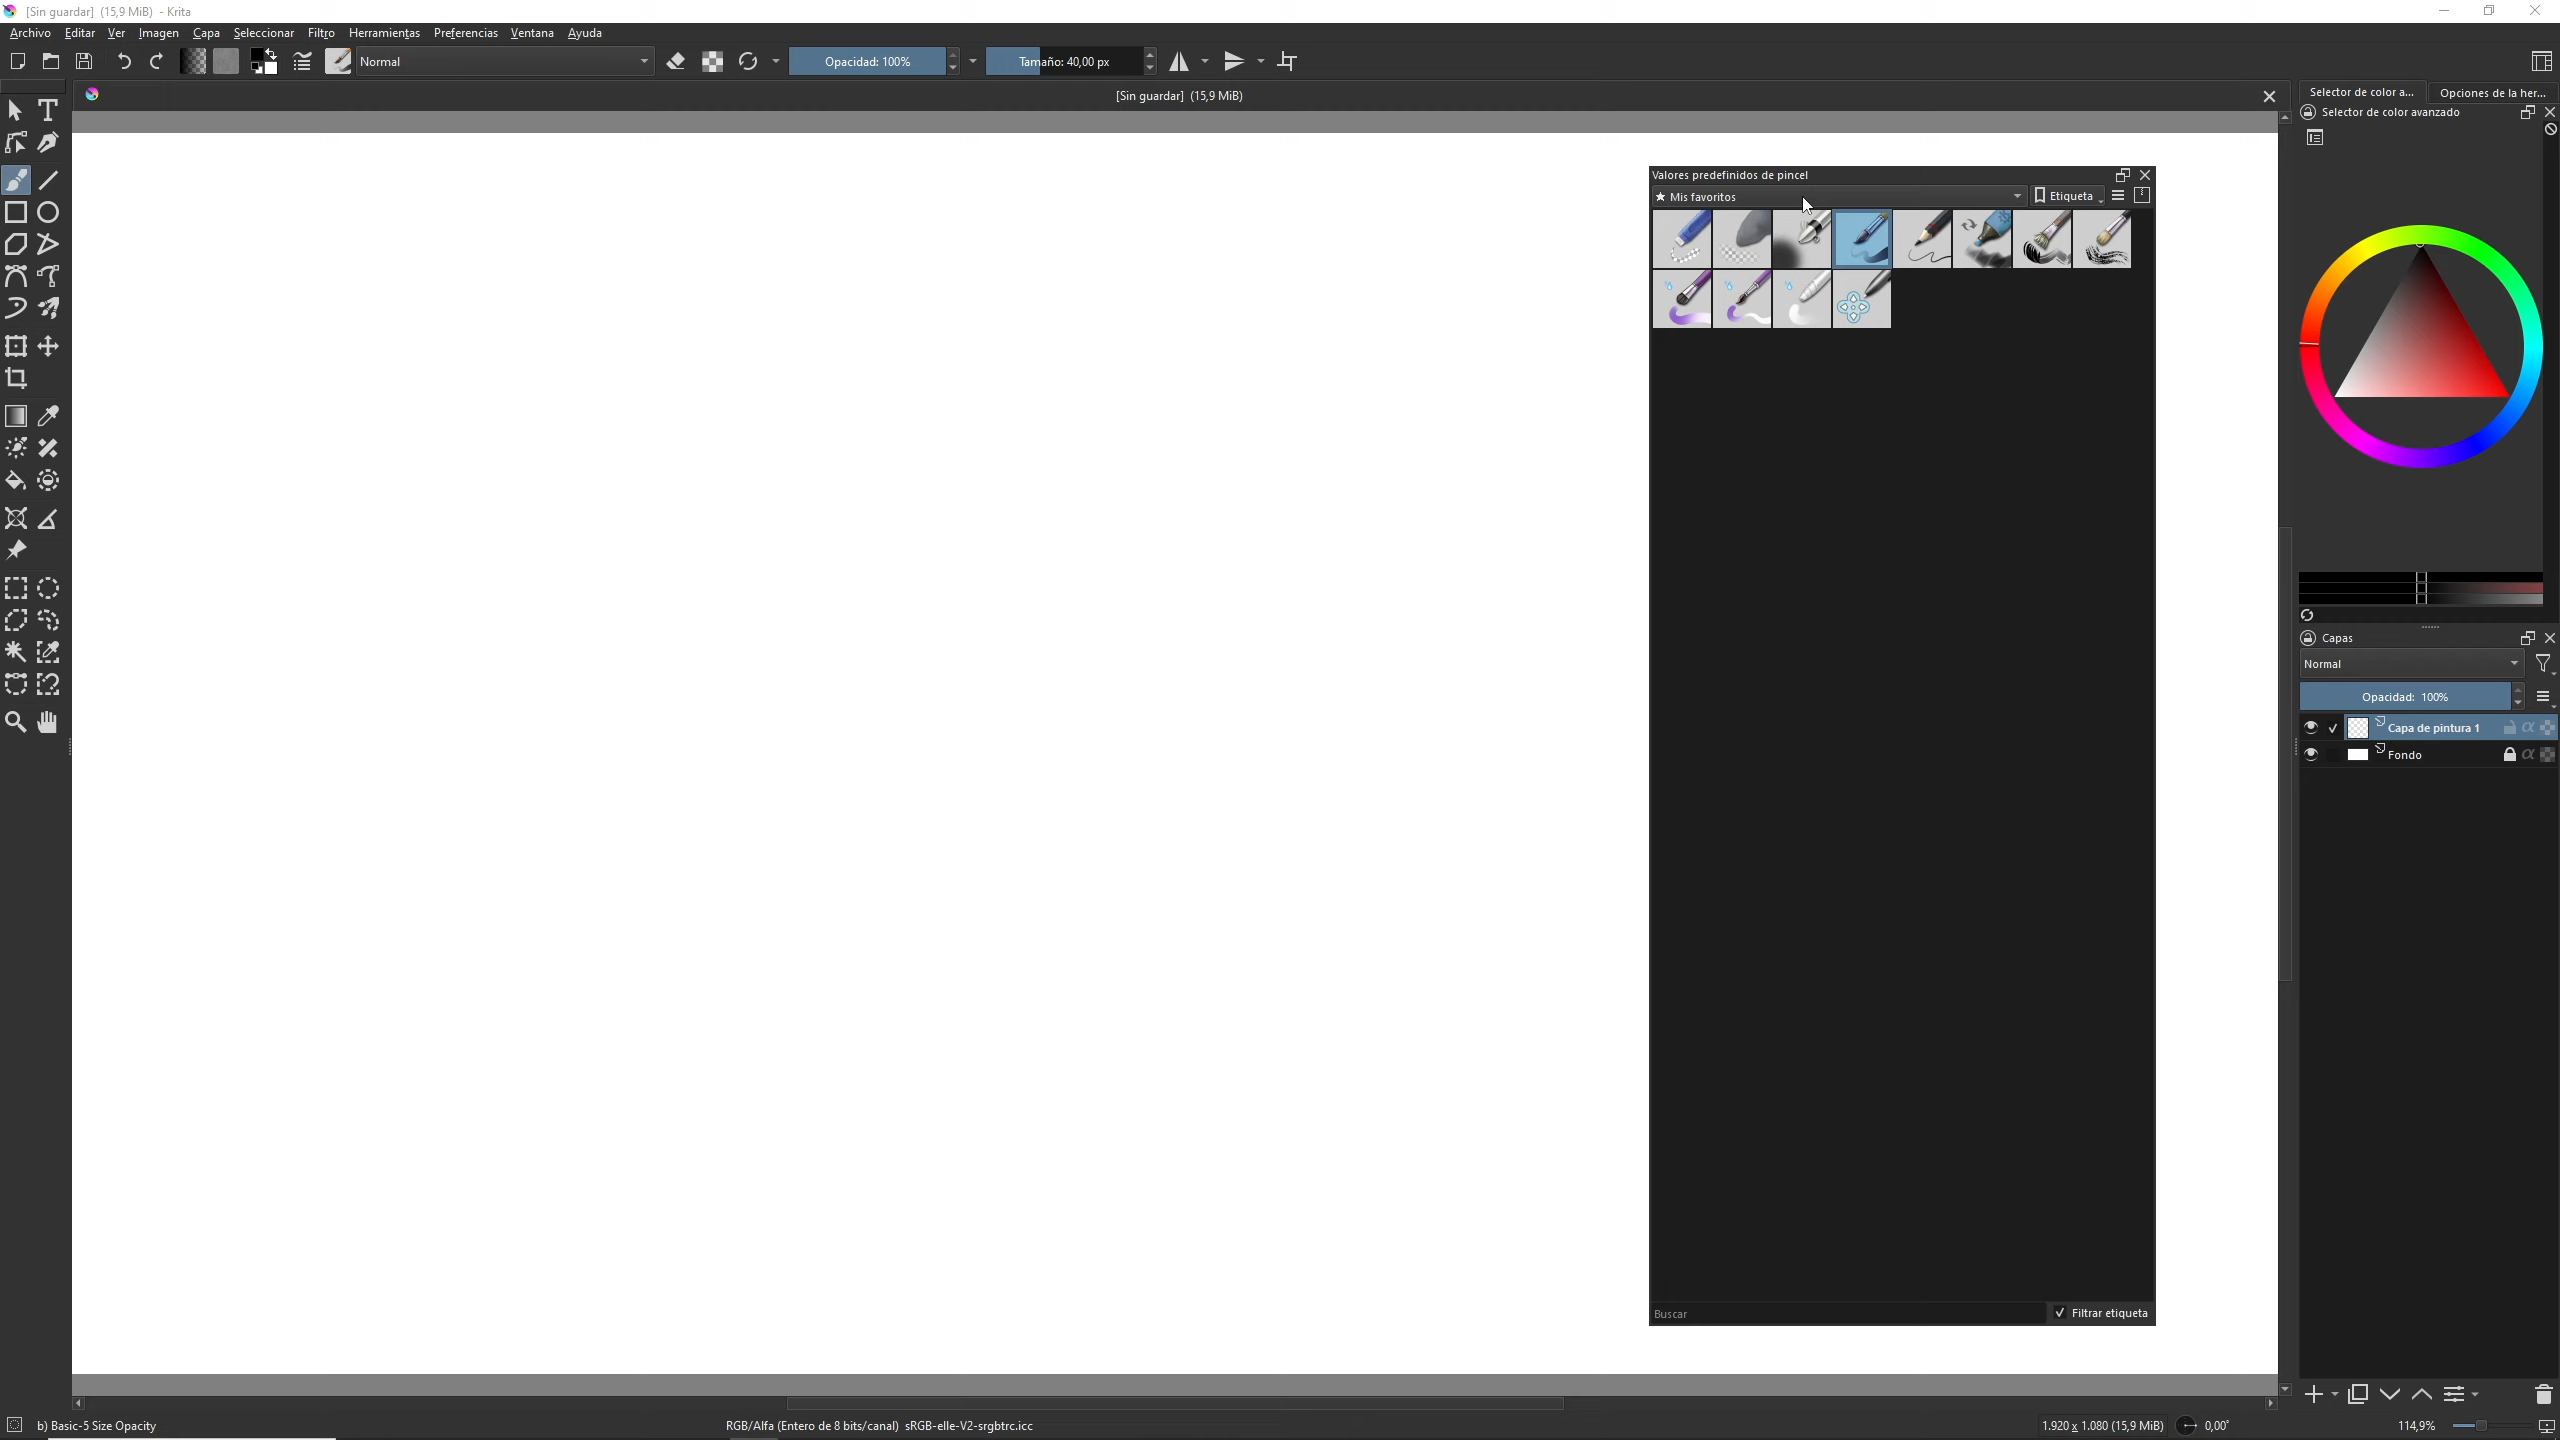 [Sin guardar] (15,9 MiB) - Krita
Archivo Editar Ver Imagen Capa Seleccionar Filtro Herramientas Preferencias Ventana Ayuda
Normal
Opacidad: 100%
Tamaño: 40,00 px
[Sin guardar] (15,9 MiB)
Selector de color a...
Opciones de la her...
Selector de color avanzado
Valores predefinidos de pincel
Mis favoritos
Etiqueta
Capas
Normal
Opacidad: 100%
Capa de pintura 1
Fondo
Buscar
Filtrar etiqueta
b) Basic-5 Size Opacity
RGB/Alfa (Entero de 8 bits/canal) sRGB-elle-V2-srgbtrc.icc
1.920 x 1.080 (15,9 MiB)
0,00°
114,9%